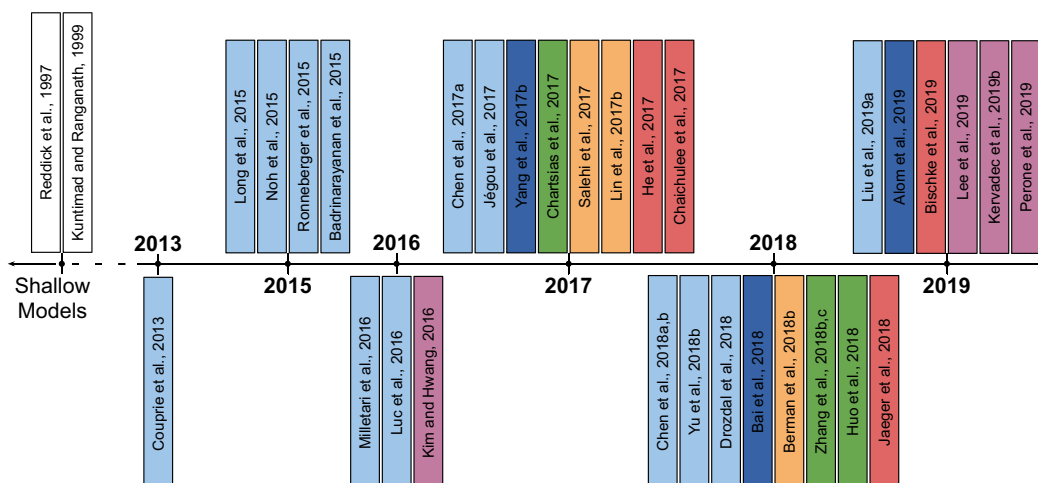 Reddick et al., 1997
Kuntimad and Ranganath, 1999
Shallow
Models
2013
Couprie et al., 2013
Long et al., 2015
Noh et al., 2015
Ronneberger et al., 2015
Badrinarayanan et al., 2015
2015
2016
Milletari et al., 2016
Luc et al., 2016
Kim and Hwang, 2016
Chen et al., 2017a
Jégou et al., 2017
Yang et al., 2017b
Chartsias et al., 2017
Salehi et al., 2017
Lin et al., 2017b
He et al., 2017
Chaichulee et al., 2017
2017
2018
Chen et al., 2018a,b
Yu et al., 2018b
Drozdal et al., 2018
Bai et al., 2018
Berman et al., 2018b
Zhang et al., 2018b,c
Huo et al., 2018
Jaeger et al., 2018
Liu et al., 2019a
Alom et al., 2019
Bischke et al., 2019
Lee et al., 2019
Kervadec et al., 2019b
Perone et al., 2019
2019